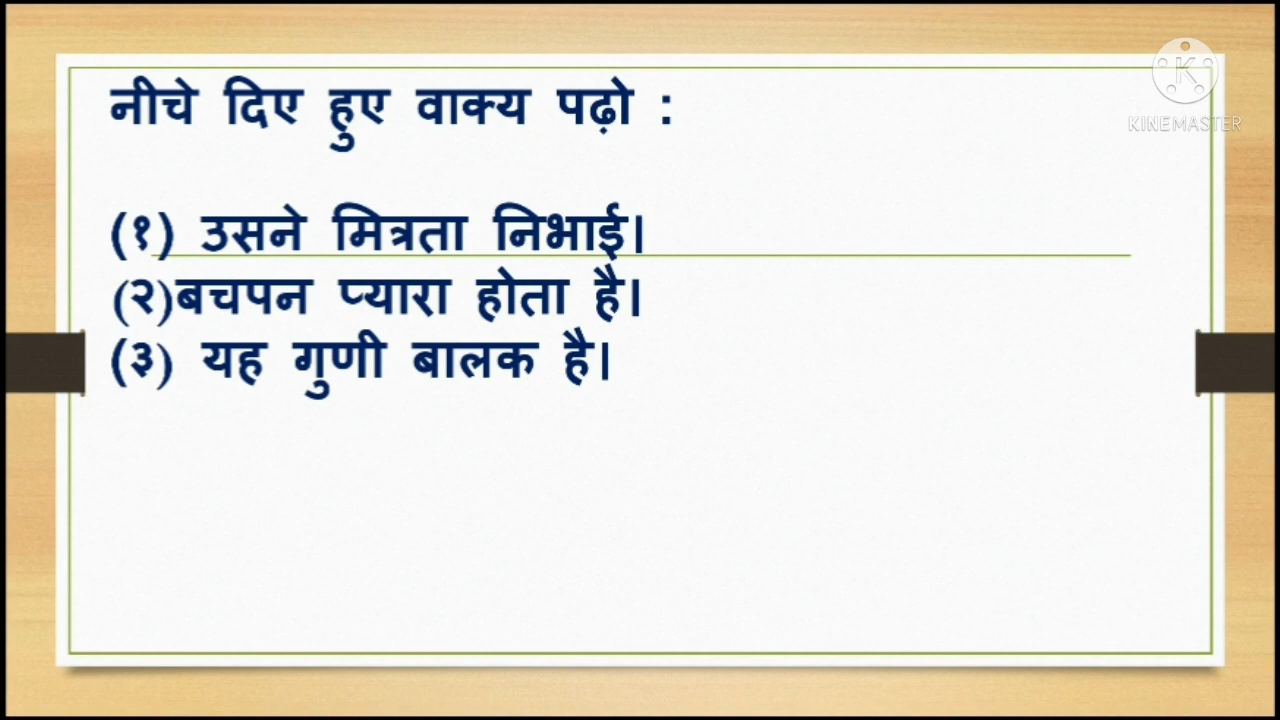 नीचे दिए हुए वाक्य पढ़ो :
K
KINEMASTER
(१) उसने मित्रता निभाई।
(२)बचपन प्यारा होता है।
(३) यह गुणी बालक है।